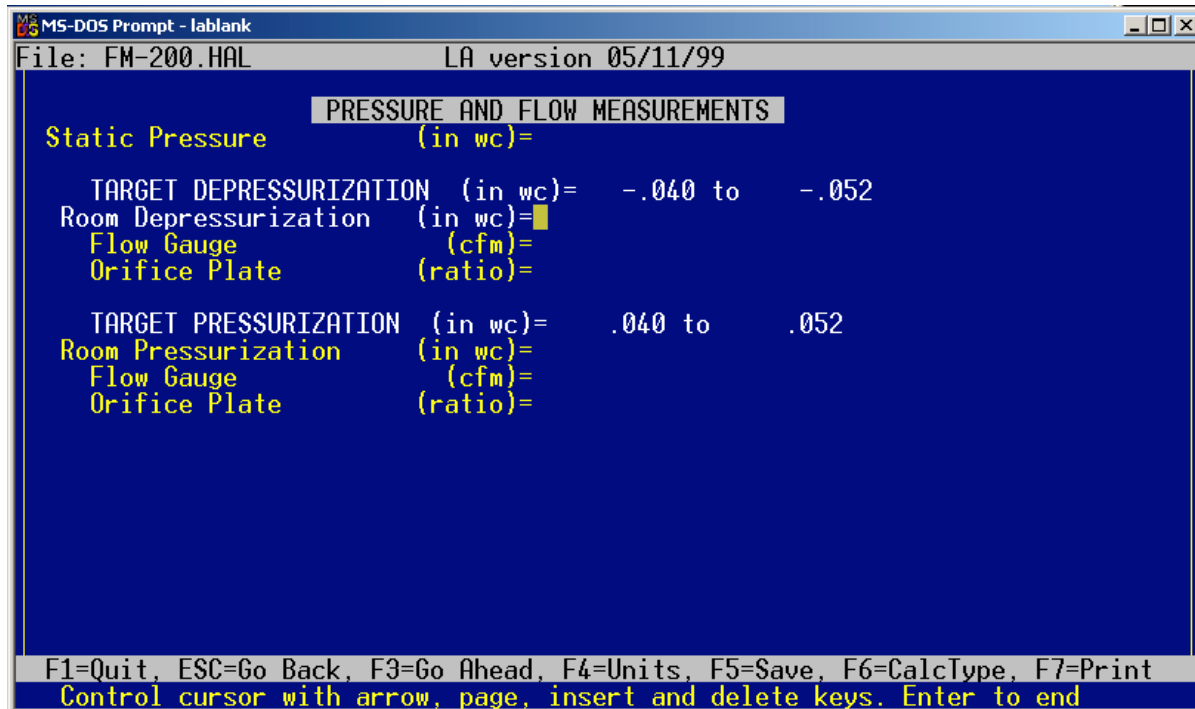 MS-DOS Prompt - lablank
File: FM-200.HAL LA version 05/11/99
PRESSURE AND FLOW MEASUREMENTS
Static Pressure (in wc)=
TARGET DEPRESSURIZATION (in wc)= -.040 to -.052
Room Depressurization (in wc)=
Flow Gauge (cfm)=
Orifice Plate (ratio)=
TARGET PRESSURIZATION (in wc)= .040 to .052
Room Pressurization (in wc)=
Flow Gauge (cfm)=
Orifice Plate (ratio)=
F1=Quit, ESC=Go Back, F3=Go Ahead, F4=Units, F5=Save, F6=CalcType, F7=Print
Control cursor with arrow, page, insert and delete keys. Enter to end